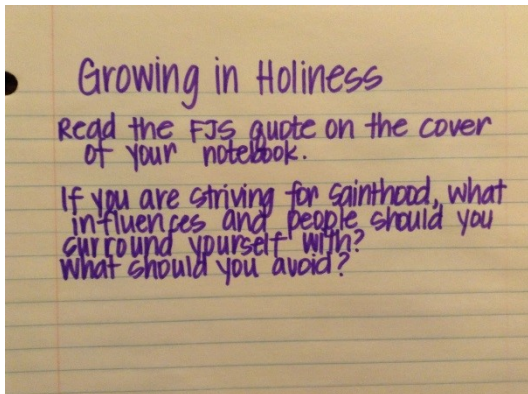 Growing in Holiness
Read the FJS quote on the cover
of your notebook.
If you are striving for sainthood, what
influences and people should you
surround yourself with?
What should you avoid?